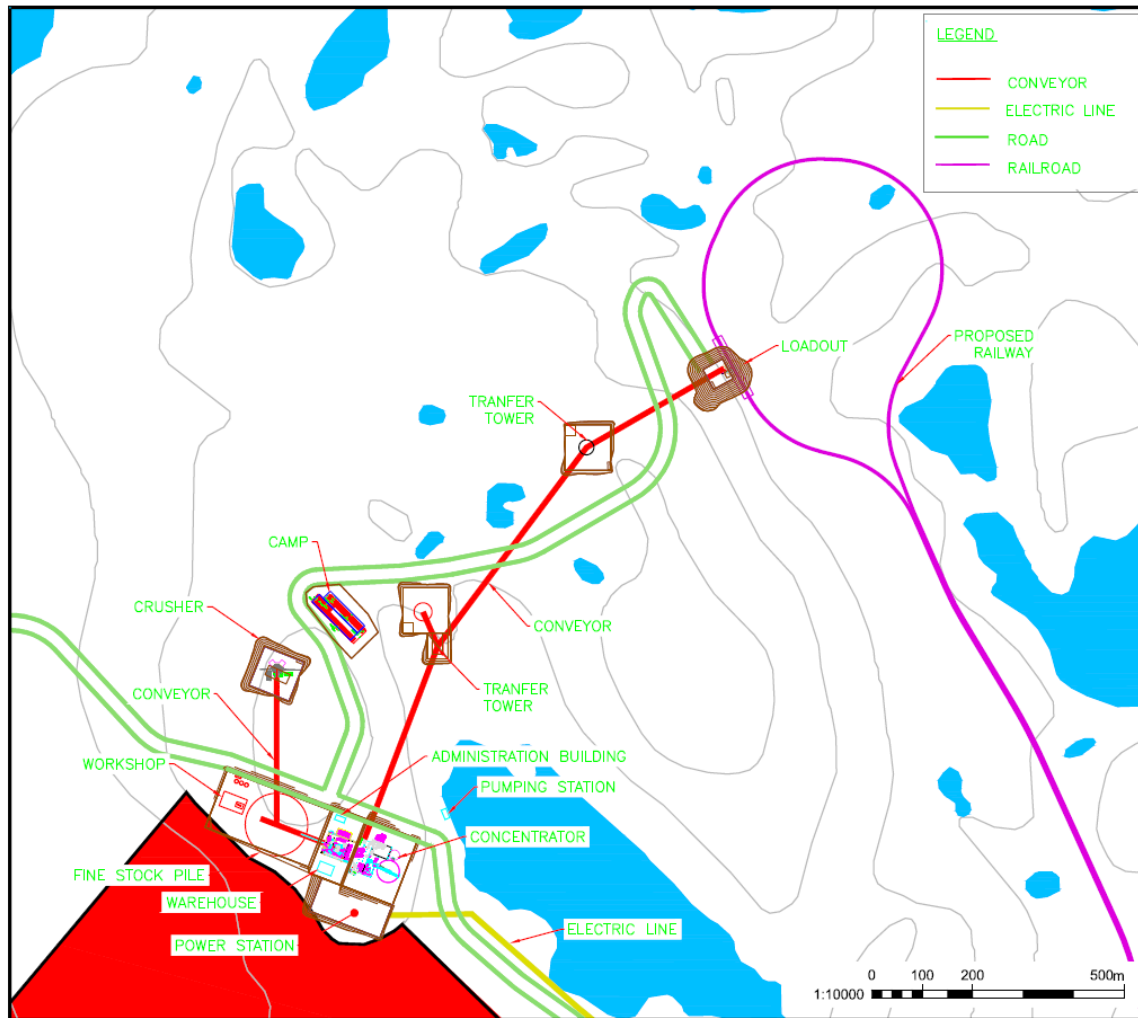 LEGEND
CONVEYOR
ELECTRIC LINE
ROAD
RAILROAD
PROPOSED
RAILWAY
LOADOUT
TRANFER
TOWER
CAMP
CRUSHER
CONVEYOR
CONVEYOR
TRANFER
TOWER
WORKSHOP
ADMINISTRATION BUILDING
PUMPING STATION
CONCENTRATOR
FINE STOCK PILE
WAREHOUSE
POWER STATION
ELECTRIC LINE
0 100 200 500m
1:10000